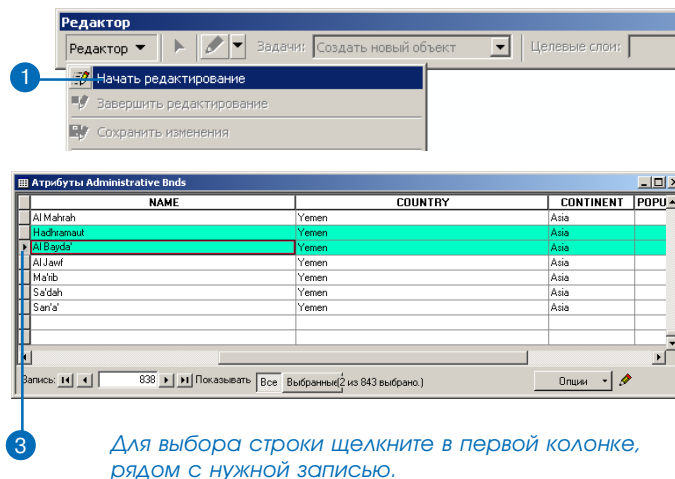 Редактор
Редактор Задачи: Создать новый объект Целевые слои:
1 Начать редактирование
Завершить редактирование
Сохранить изменения
Атрибуты Administrative Bnds
NAME COUNTRY CONTINENT POPU
Al Mahrah Yemen Asia
Hadhramaut Yemen Asia
Al Bayda' Yemen Asia
Al Jawf Yemen Asia
Ma'rib Yemen Asia
Sa'dah Yemen Asia
San'a' Yemen Asia
Запись: 838 Показывать Все Выбранные (2 из 843 выбрано.) Опции
3 Для выбора строки щелкните в первой колонке,
рядом с нужной записью.